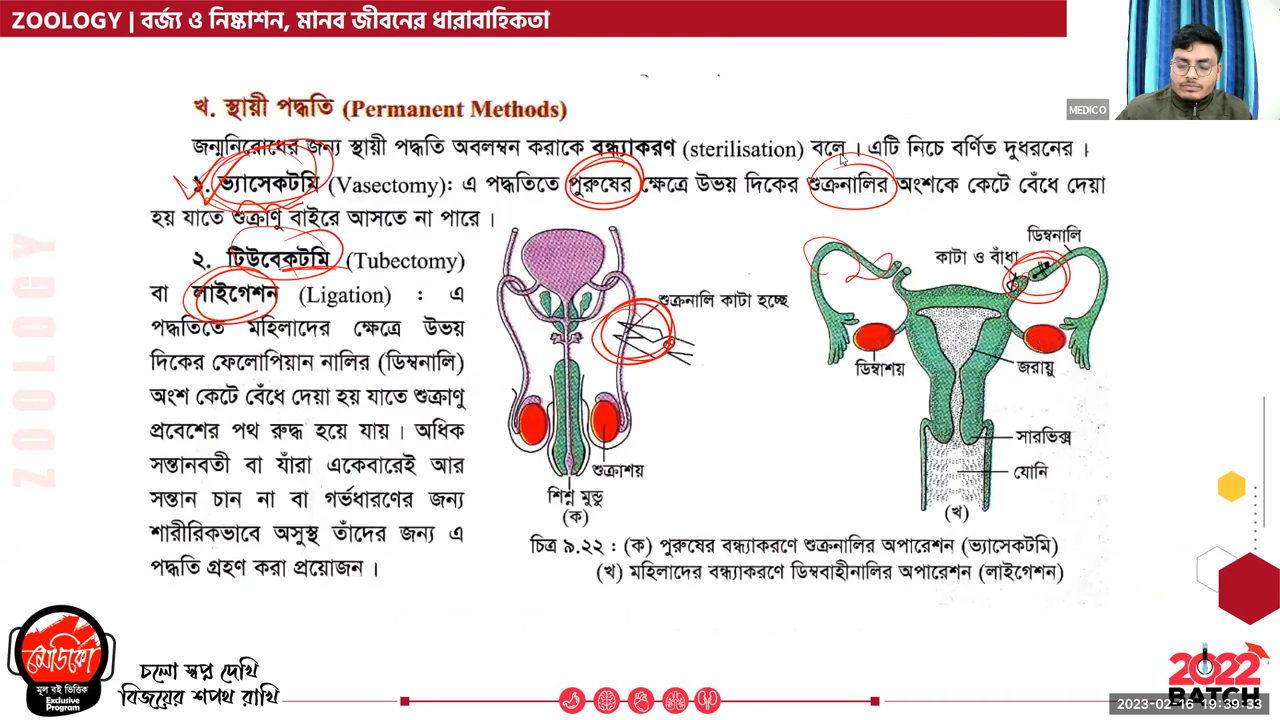 ZOOLOGY | বর্জ্য ও নিষ্কাশন, মানব জীবনের ধারাবাহিকতা
MEDICO
খ. স্থায়ী পদ্ধতি (Permanent Methods)
জন্মনিরোধের জন্য স্থায়ী পদ্ধতি অবলম্বন করাকে বন্ধ্যাকরণ (sterilisation) বলে। এটি নিচে বর্ণিত দুধরনের।
১. ভ্যাসেকটমি (Vasectomy): এ পদ্ধতিতে পুরুষের ক্ষেত্রে উভয় দিকের শুক্রনালির অংশকে কেটে বেঁধে দেয়া
হয় যাতে শুক্রাণু বাইরে আসতে না পারে।
২. টিউবেকটমি (Tubectomy)
বা লাইগেশন (Ligation) : এ
পদ্ধতিতে মহিলাদের ক্ষেত্রে উভয়
দিকের ফেলোপিয়ান নালির (ডিম্বনালি)
অংশ কেটে বেঁধে দেয়া হয় যাতে শুক্রাণু
প্রবেশের পথ রুদ্ধ হয়ে যায়। অধিক
সন্তানবতী বা যাঁরা একেবারেই আর
সন্তান চান না বা গর্ভধারণের জন্য
শারীরিকভাবে অসুস্থ তাঁদের জন্য এ
পদ্ধতি গ্রহণ করা প্রয়োজন।
শুক্রনালি কাটা হচ্ছে
শুক্রাশয়
শিশ্ন মুন্ডু
(ক)
ডিম্বনালি
কাটা ও বাঁধা
ডিম্বাশয়
জরায়ু
সারভিক্স
যোনি
(খ)
চিত্র ৯.২২ : (ক) পুরুষের বন্ধ্যাকরণে শুক্রনালির অপারেশন (ভ্যাসেকটমি)
(খ) মহিলাদের বন্ধ্যাকরণে ডিম্ববাহীনালির অপারেশন (লাইগেশন)
ZOOLOGY
মেডিকো
মূল বই ভিত্তিক
Exclusive
Program
চলো স্বপ্ন দেখি
বিজয়ের শপথ রাখি
2022
BATCH
2023-02-16 19:39:33